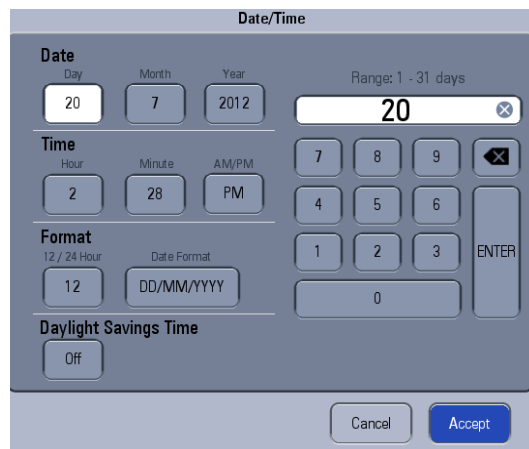 Date/Time
Date
Day Month Year
20 7 2012
Time
Hour Minute AM/PM
2 28 PM
Format
12 / 24 Hour Date Format
12 DD/MM/YYYY
Daylight Savings Time
Off
Range: 1 - 31 days
20
7 8 9
4 5 6
1 2 3 ENTER
0
Cancel Accept